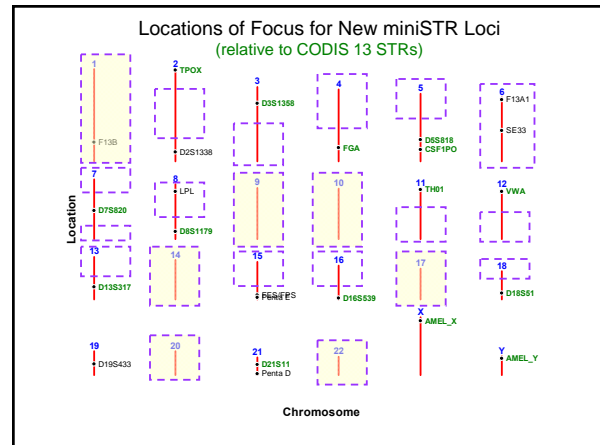 Locations of Focus for New miniSTR Loci
(relative to CODIS 13 STRs)
1
F13B
2
TPOX
D2S1338
3
D3S1358
4
FGA
5
D5S818
CSF1PO
6
F13A1
SE33
7
D7S820
8
LPL
D8S1179
9
10
11
TH01
12
VWA
13
D13S317
14
15
FES/FPS
Penta E
16
D16S539
17
18
D18S51
19
D19S433
20
21
D21S11
Penta D
22
X
AMEL_X
Y
AMEL_Y
Location
Chromosome